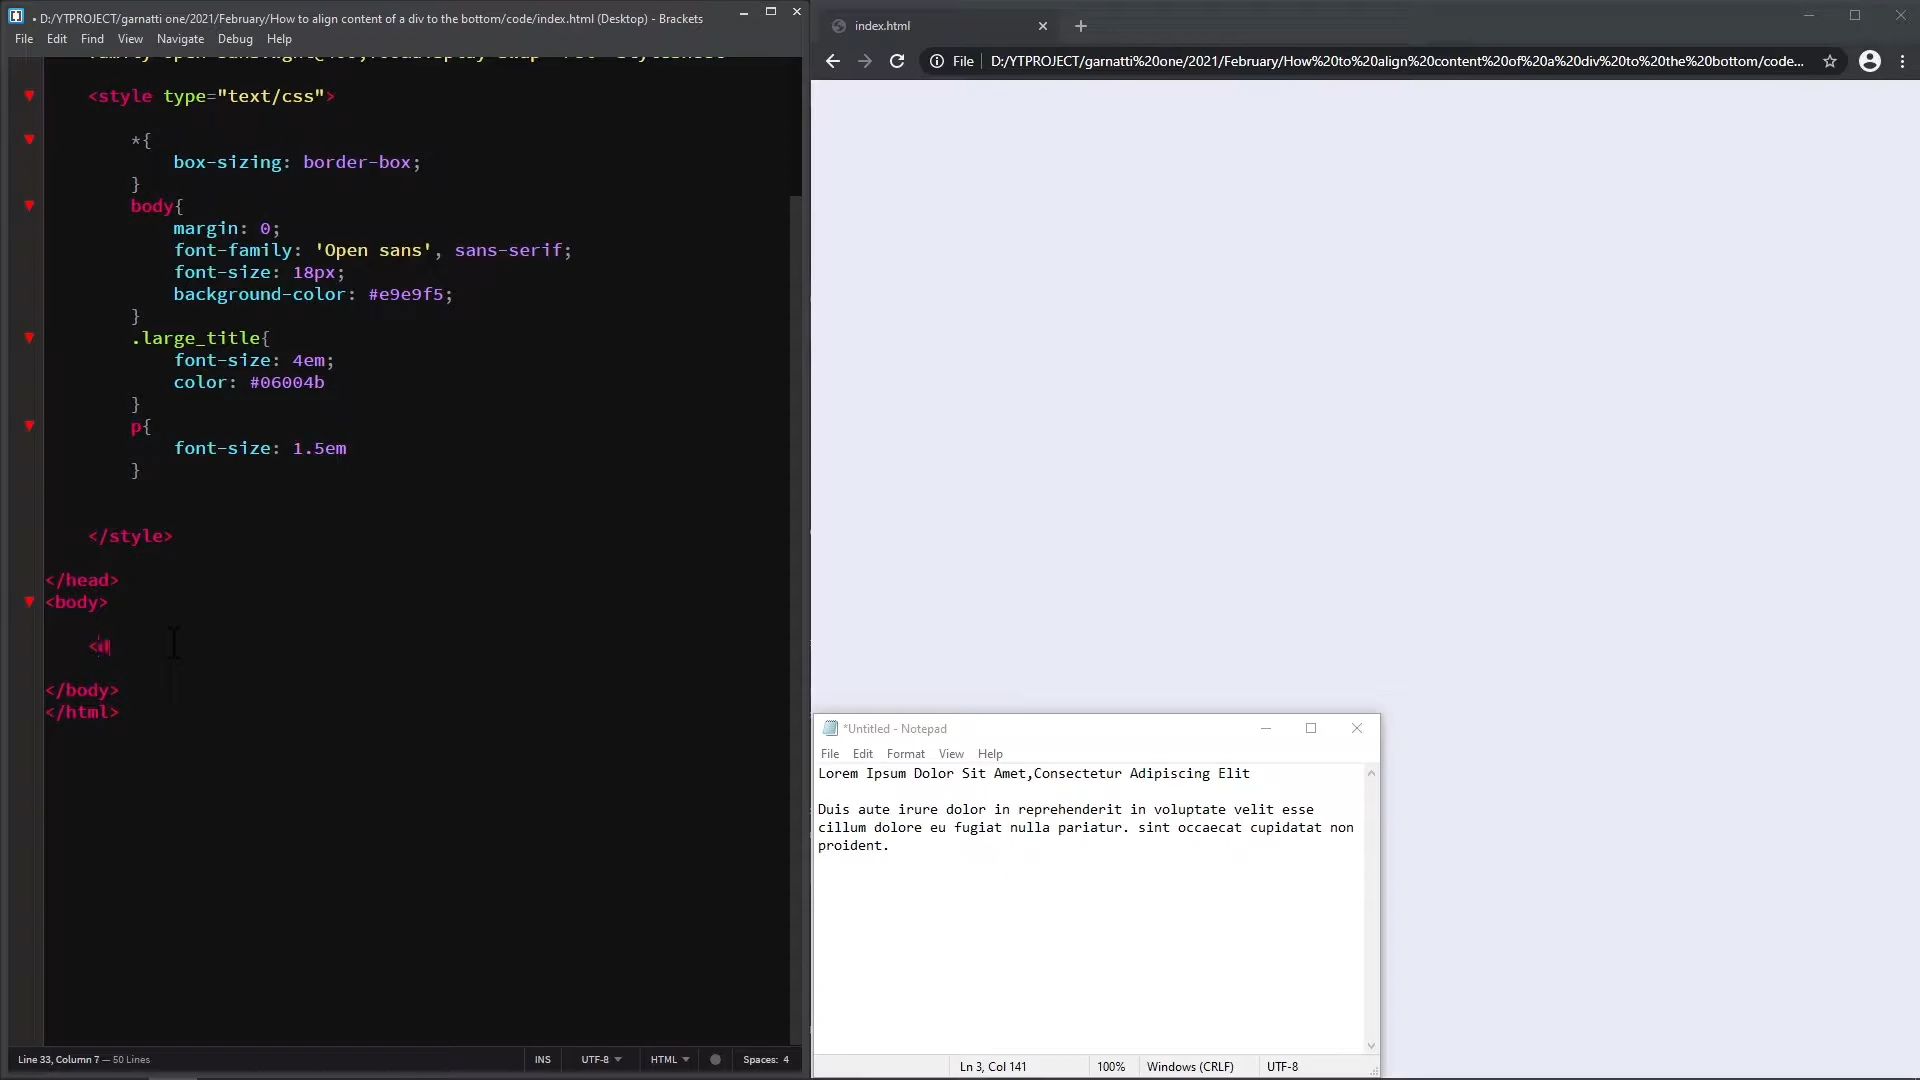 • D:/YTPROJECT/garnatti one/2021/February/How to align content of a div to the bottom/code/index.html (Desktop) - Brackets
File Edit Find View Navigate Debug Help
<style type="text/css">
*{
box-sizing: border-box;
}
body{
margin: 0;
font-family: 'Open sans', sans-serif;
font-size: 18px;
background-color: #e9e9f5;
}
.large_title{
font-size: 4em;
color: #06004b
}
p{
font-size: 1.5em
}
</style>
</head>
<body>
<d
</body>
</html>
Line 33, Column 7 — 50 Lines
INS UTF-8 HTML Spaces: 4
index.html
File D:/YTPROJECT/garnatti%20one/2021/February/How%20to%20align%20content%20of%20a%20div%20to%20the%20bottom/code...
*Untitled - Notepad
File Edit Format View Help
Lorem Ipsum Dolor Sit Amet,Consectetur Adipiscing Elit
Duis aute irure dolor in reprehenderit in voluptate velit esse
cillum dolore eu fugiat nulla pariatur. sint occaecat cupidatat non
proident.
Ln 3, Col 141 100% Windows (CRLF) UTF-8